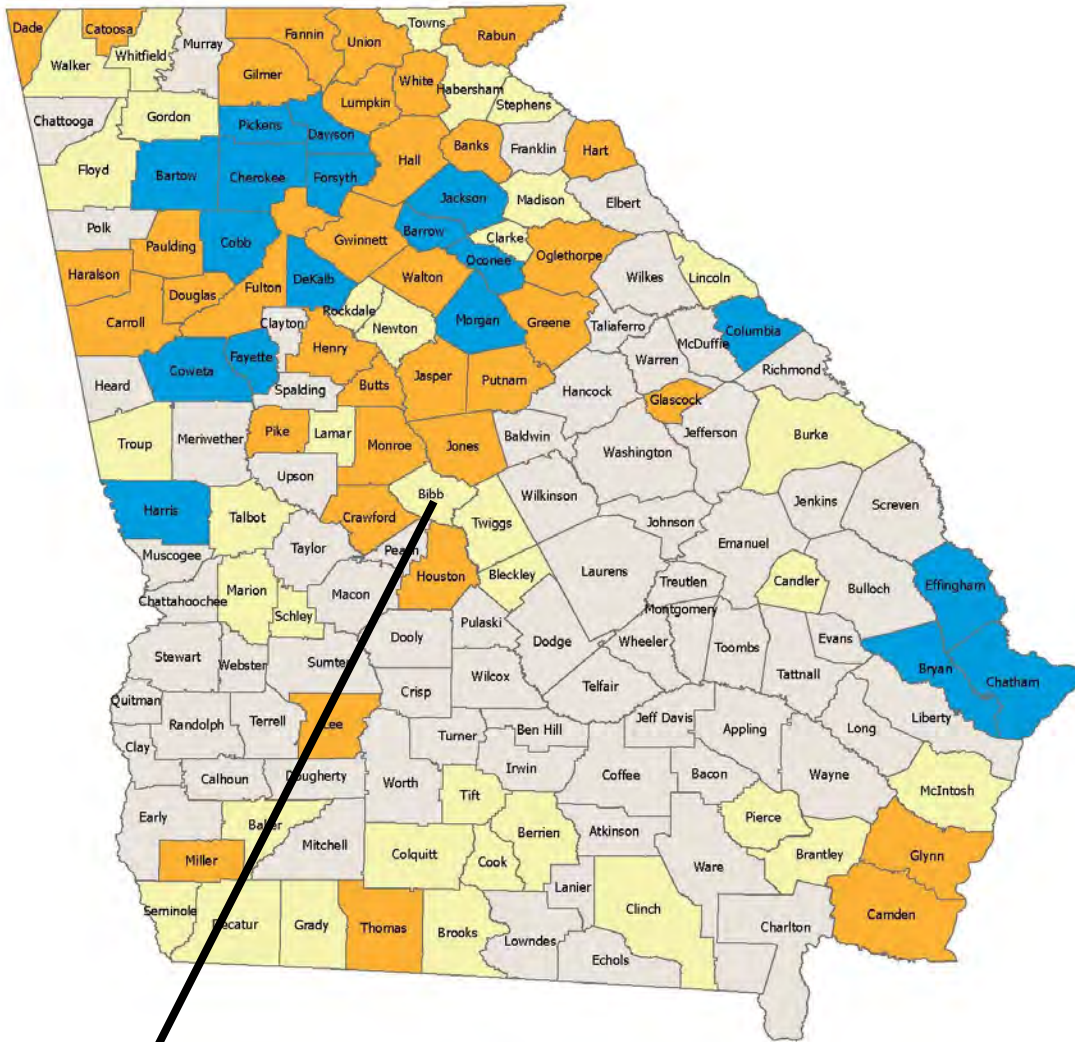 Dade
Catoosa
Whitfield
Walker
Murray
Fannin
Union
Towns
Rabun
Gilmer
White
Habersham
Stephens
Lumpkin
Chattooga
Gordon
Pickens
Dawson
Hall
Banks
Franklin
Hart
Floyd
Bartow
Cherokee
Forsyth
Jackson
Madison
Elbert
Polk
Paulding
Cobb
Gwinnett
Barrow
Clarke
Oconee
Oglethorpe
Wilkes
Lincoln
Haralson
Douglas
Fulton
DeKalb
Walton
Rockdale
Newton
Morgan
Greene
Taliaferro
McDuffie
Columbia
Carroll
Clayton
Henry
Warren
Richmond
Heard
Coweta
Fayette
Spalding
Butts
Jasper
Putnam
Hancock
Glascock
Troup
Meriwether
Pike
Lamar
Monroe
Jones
Baldwin
Washington
Jefferson
Burke
Upson
Bibb
Wilkinson
Jenkins
Screven
Harris
Talbot
Crawford
Twiggs
Johnson
Emanuel
Muscogee
Taylor
Houston
Bleckley
Laurens
Treutlen
Candler
Bulloch
Effingham
Chattahoochee
Marion
Schley
Macon
Pulaski
Montgomery
Dooly
Dodge
Wheeler
Toombs
Evans
Stewart
Webster
Sumter
Crisp
Wilcox
Telfair
Tattnall
Bryan
Chatham
Quitman
Randolph
Terrell
Lee
Turner
Ben Hill
Jeff Davis
Appling
Long
Liberty
Clay
Calhoun
Dougherty
Worth
Irwin
Coffee
Bacon
Wayne
McIntosh
Early
Baker
Mitchell
Tift
Berrien
Atkinson
Pierce
Brantley
Glynn
Miller
Colquitt
Cook
Ware
Lanier
Clinch
Camden
Seminole
Decatur
Grady
Thomas
Brooks
Lowndes
Echols
Charlton